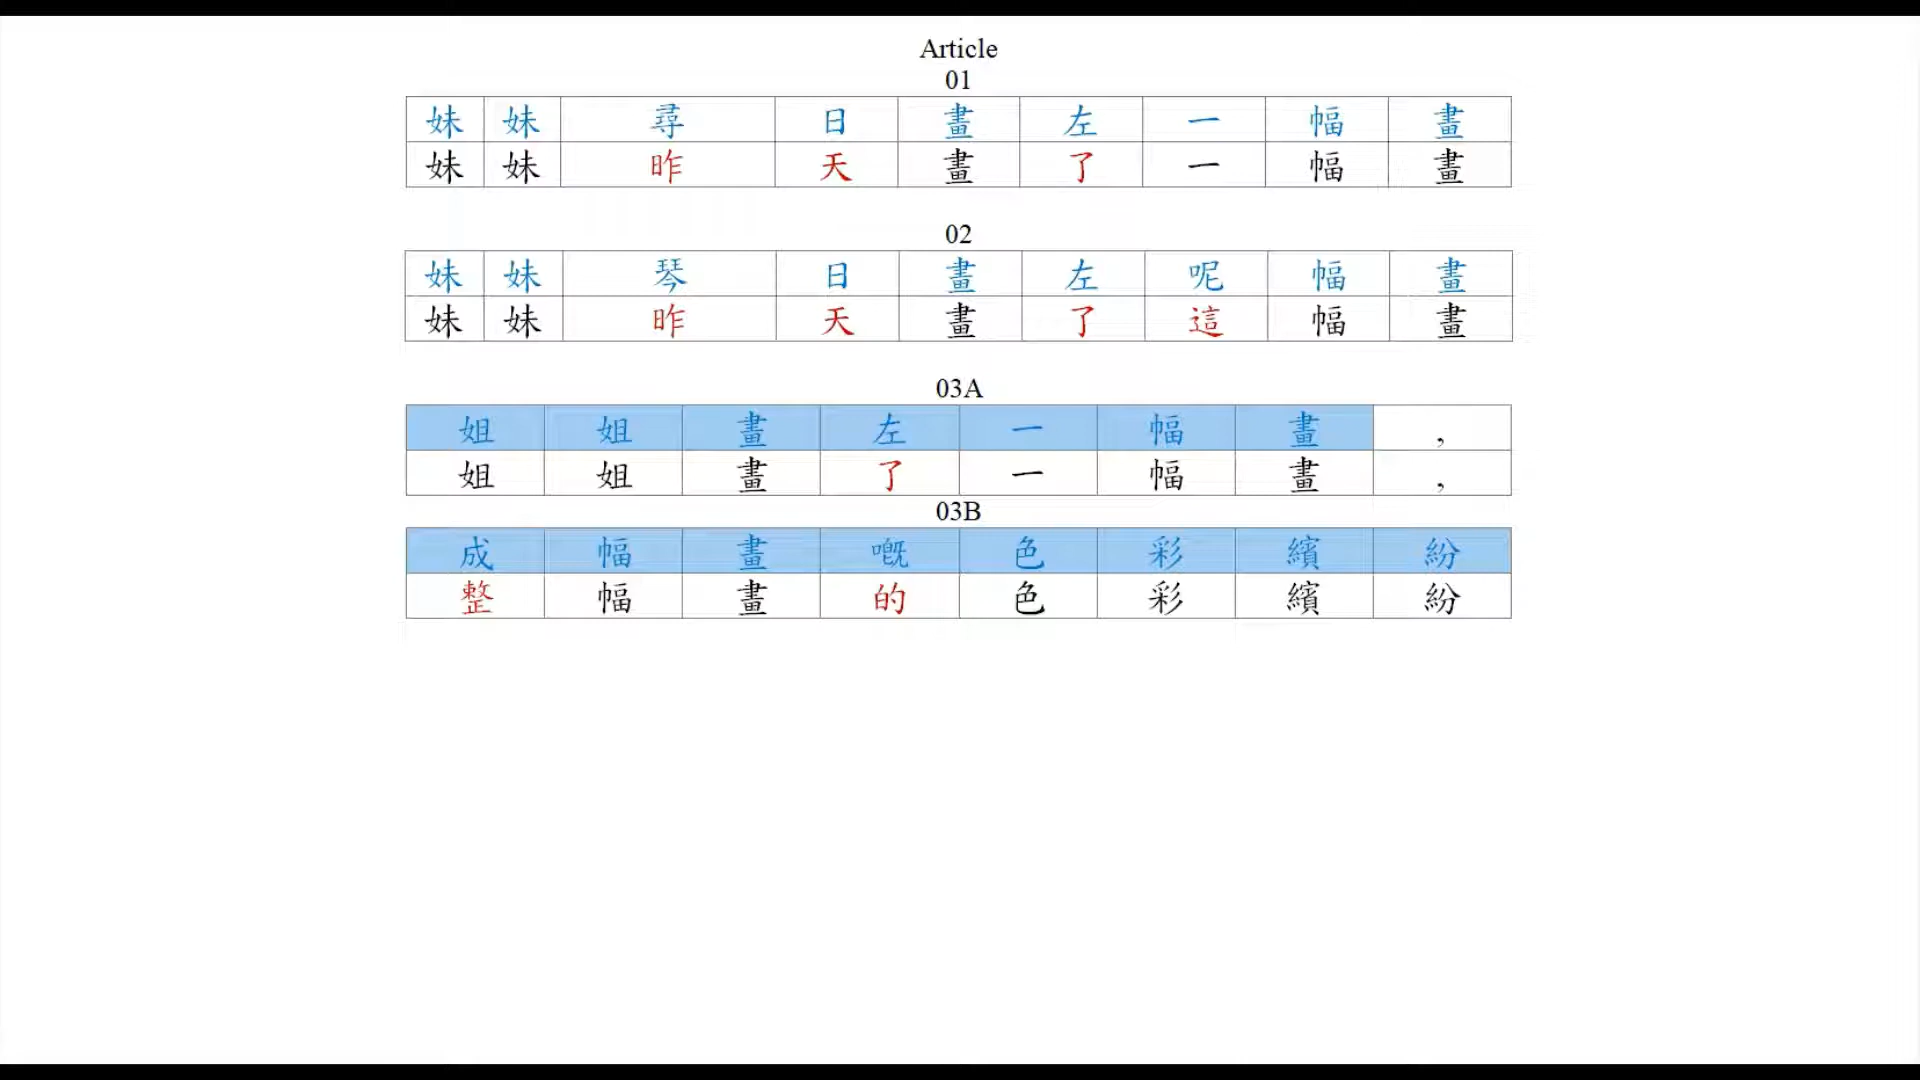 Article
01
妹 妹 尋 日 畫 左 一 幅 畫
妹 妹 昨 天 畫 了 一 幅 畫
02
妹 妹 琴 日 畫 左 呢 幅 畫
妹 妹 昨 天 畫 了 這 幅 畫
03A
姐 姐 畫 左 一 幅 畫 ,
姐 姐 畫 了 一 幅 畫 ,
03B
成 幅 畫 嘅 色 彩 繽 紛
整 幅 畫 的 色 彩 繽 紛